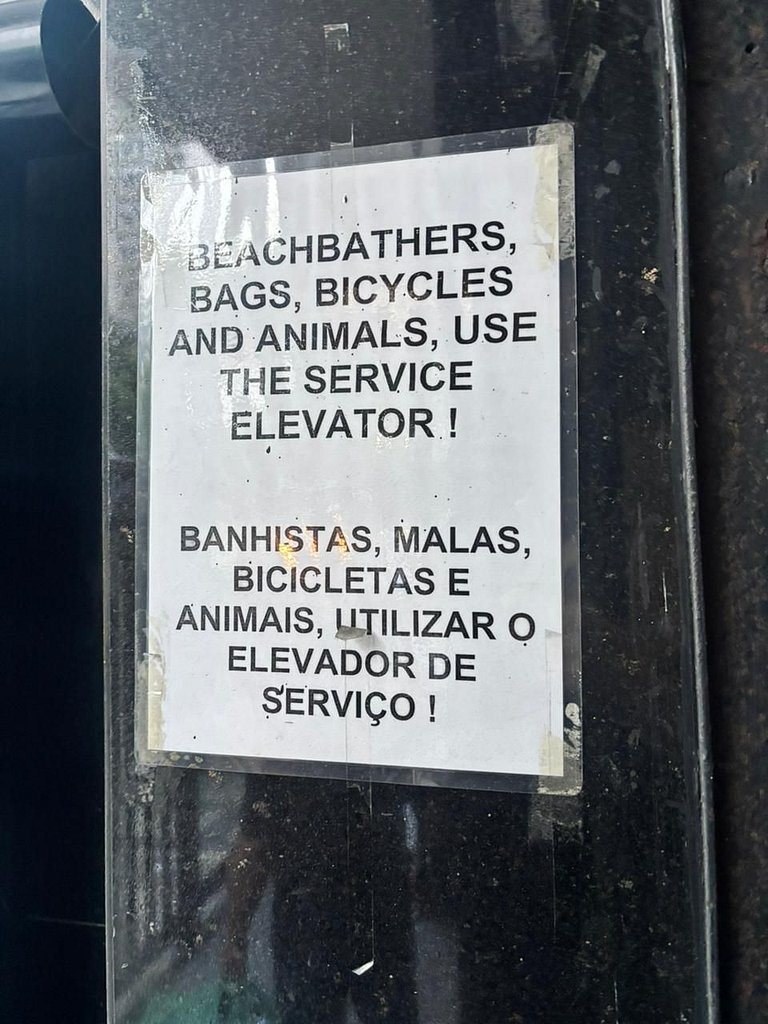 BEACHBATHERS,
BAGS, BICYCLES
AND ANIMALS, USE
THE SERVICE
ELEVATOR !
BANHISTAS, MALAS,
BICICLETAS E
ANIMAIS, UTILIZAR O
ELEVADOR DE
SERVIÇO !